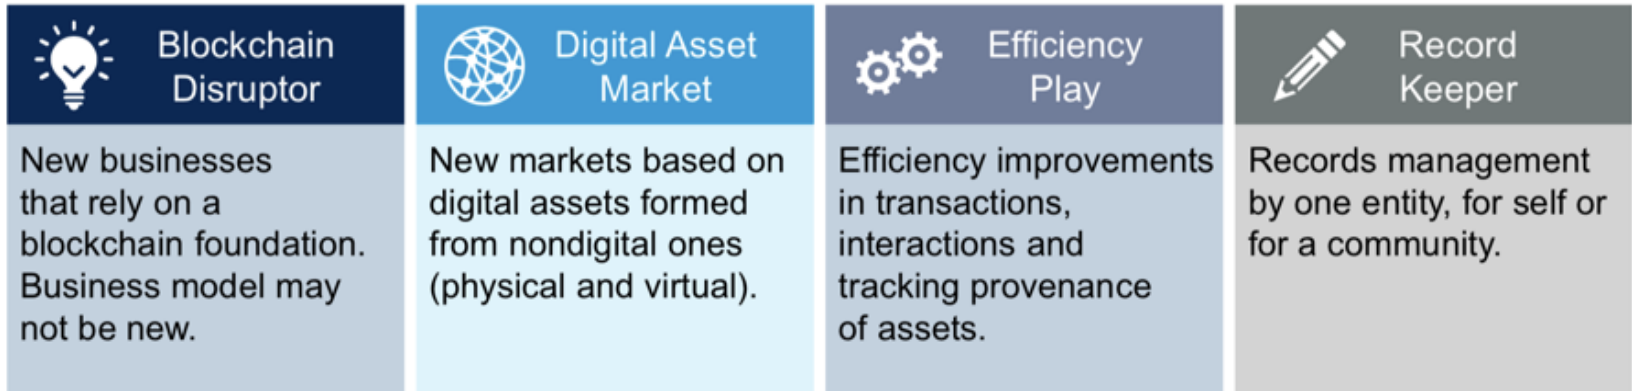 Blockchain
Disruptor
New businesses
that rely on a
blockchain foundation.
Business model may
not be new.
Digital Asset
Market
New markets based on
digital assets formed
from nondigital ones
(physical and virtual).
Efficiency
Play
Efficiency improvements
in transactions,
interactions and
tracking provenance
of assets.
Record
Keeper
Records management
by one entity, for self or
for a community.